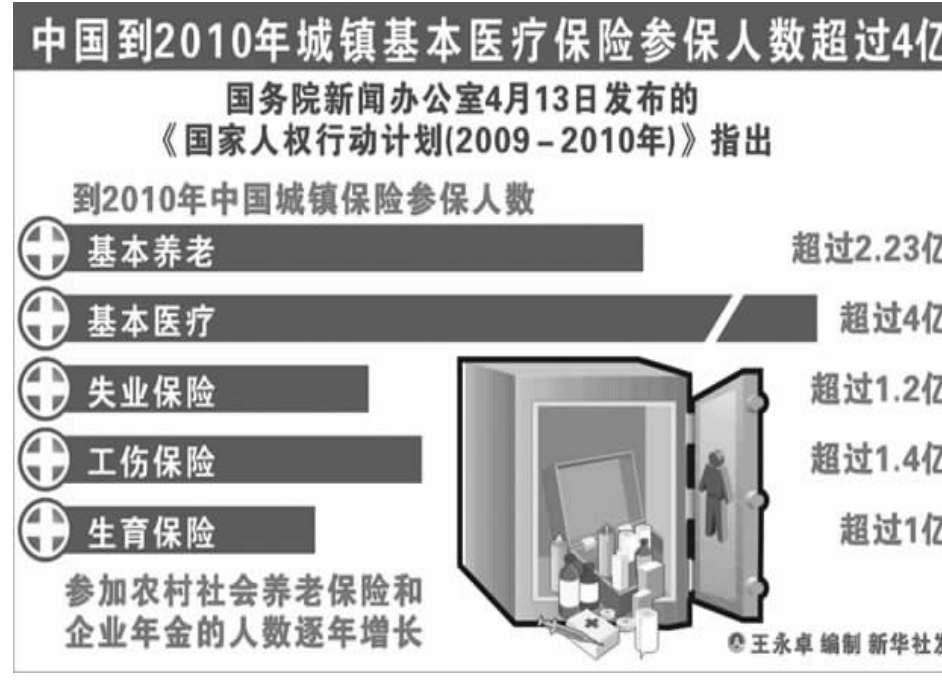 中国到2010年城镇基本医疗保险参保人数超过4亿
国务院新闻办公室4月13日发布的
《国家人权行动计划(2009－2010年)》指出
到2010年中国城镇保险参保人数
基本养老 超过2.23亿
基本医疗 超过4亿
失业保险 超过1.2亿
工伤保险 超过1.4亿
生育保险 超过1亿
参加农村社会养老保险和
企业年金的人数逐年增长
王永卓 编制 新华社发